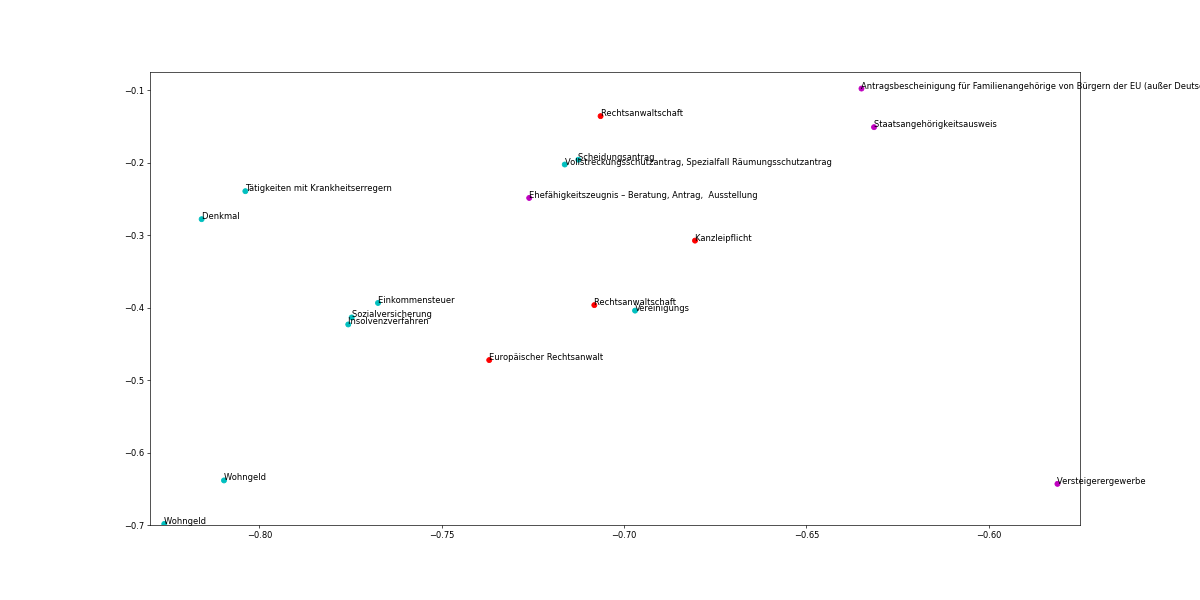 −0.1
Antragsbescheinigung für Familienangehörige von Bürgern der EU (außer Deuts
Rechtsanwaltschaft
Staatsangehörigkeitsausweis
Scheidungsantrag
−0.2
Vollstreckungsschutzantrag, Spezialfall Räumungsschutzantrag
Tätigkeiten mit Krankheitserregern
Ehefähigkeitszeugnis – Beratung, Antrag,  Ausstellung
Denkmal
−0.3
Kanzleipflicht
Einkommensteuer
Rechtsanwaltschaft
−0.4
Vereinigungs
Sozialversicherung
Insolvenzverfahren
Europäischer Rechtsanwalt
−0.5
−0.6
Wohngeld
Versteigerergewerbe
Wohngeld
−0.7
−0.80 −0.75 −0.70 −0.65 −0.60